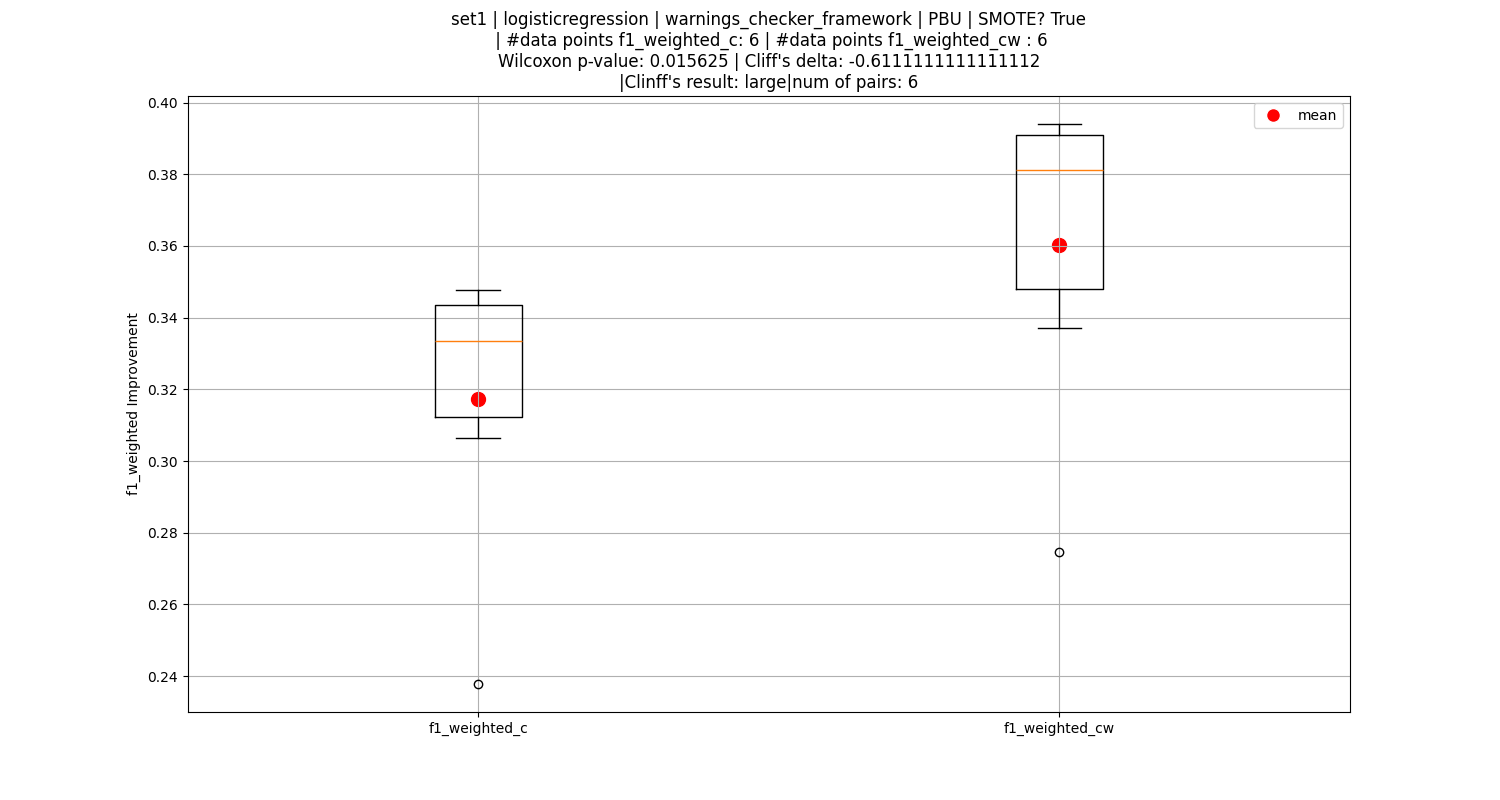 set1 | logisticregression | warnings_checker_framework | PBU | SMOTE? True
| #data points f1_weighted_c: 6 | #data points f1_weighted_cw : 6
Wilcoxon p-value: 0.015625 | Cliff's delta: -0.6111111111111112
|Clinff's result: large|num of pairs: 6
mean
f1_weighted Improvement
0.40
0.38
0.36
0.34
0.32
0.30
0.28
0.26
0.24
f1_weighted_c
f1_weighted_cw